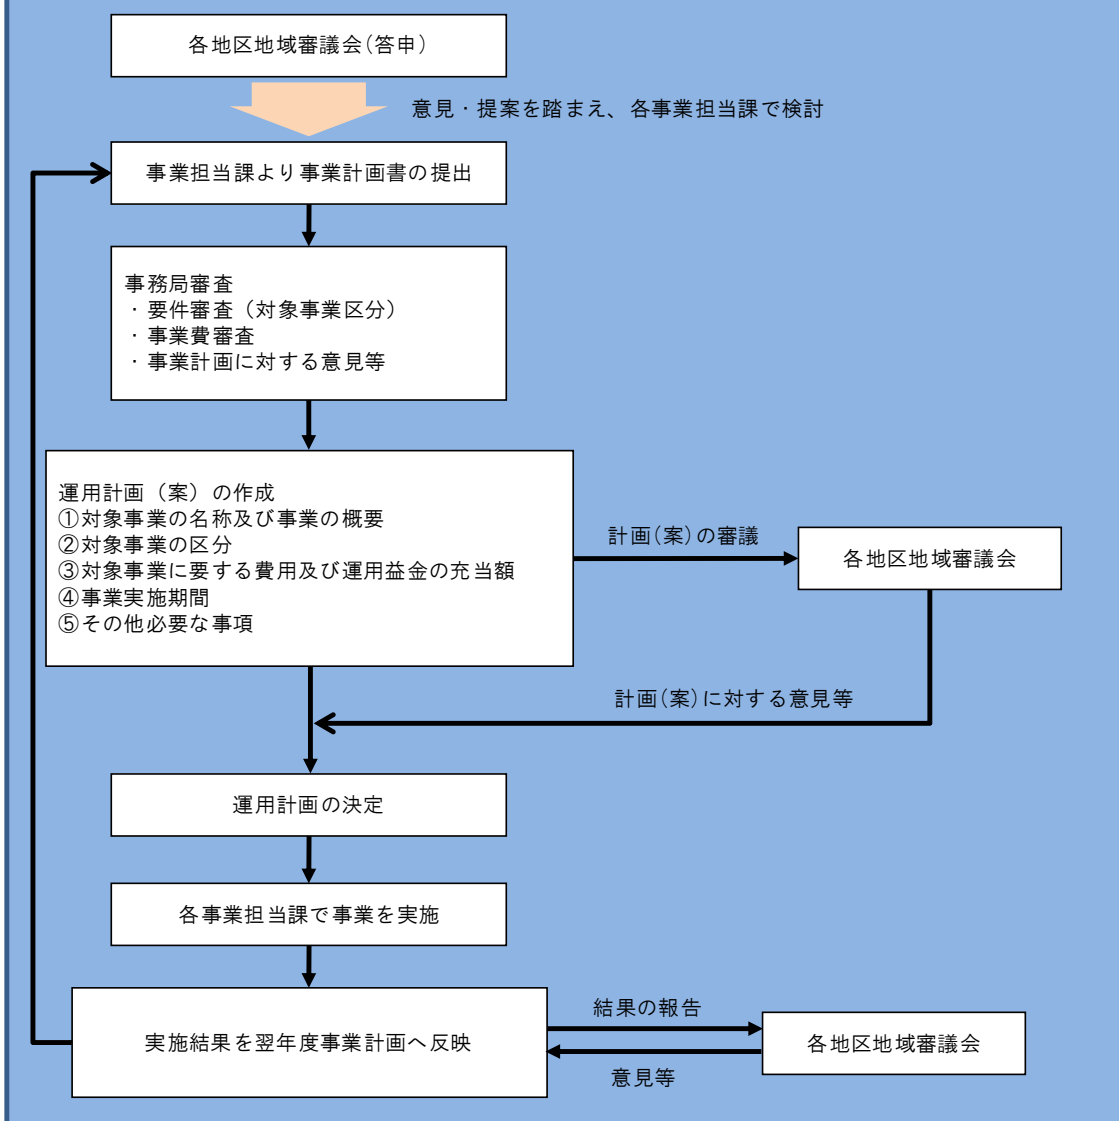 各地区地域審議会(答申)
意見・提案を踏まえ、各事業担当課で検討
事業担当課より事業計画書の提出
事務局審査
・要件審査（対象事業区分）
・事業費審査
・事業計画に対する意見等
運用計画（案）の作成
①対象事業の名称及び事業の概要
②対象事業の区分
③対象事業に要する費用及び運用益金の充当額
④事業実施期間
⑤その他必要な事項
計画(案)の審議
各地区地域審議会
計画(案)に対する意見等
運用計画の決定
各事業担当課で事業を実施
実施結果を翌年度事業計画へ反映
結果の報告
各地区地域審議会
意見等